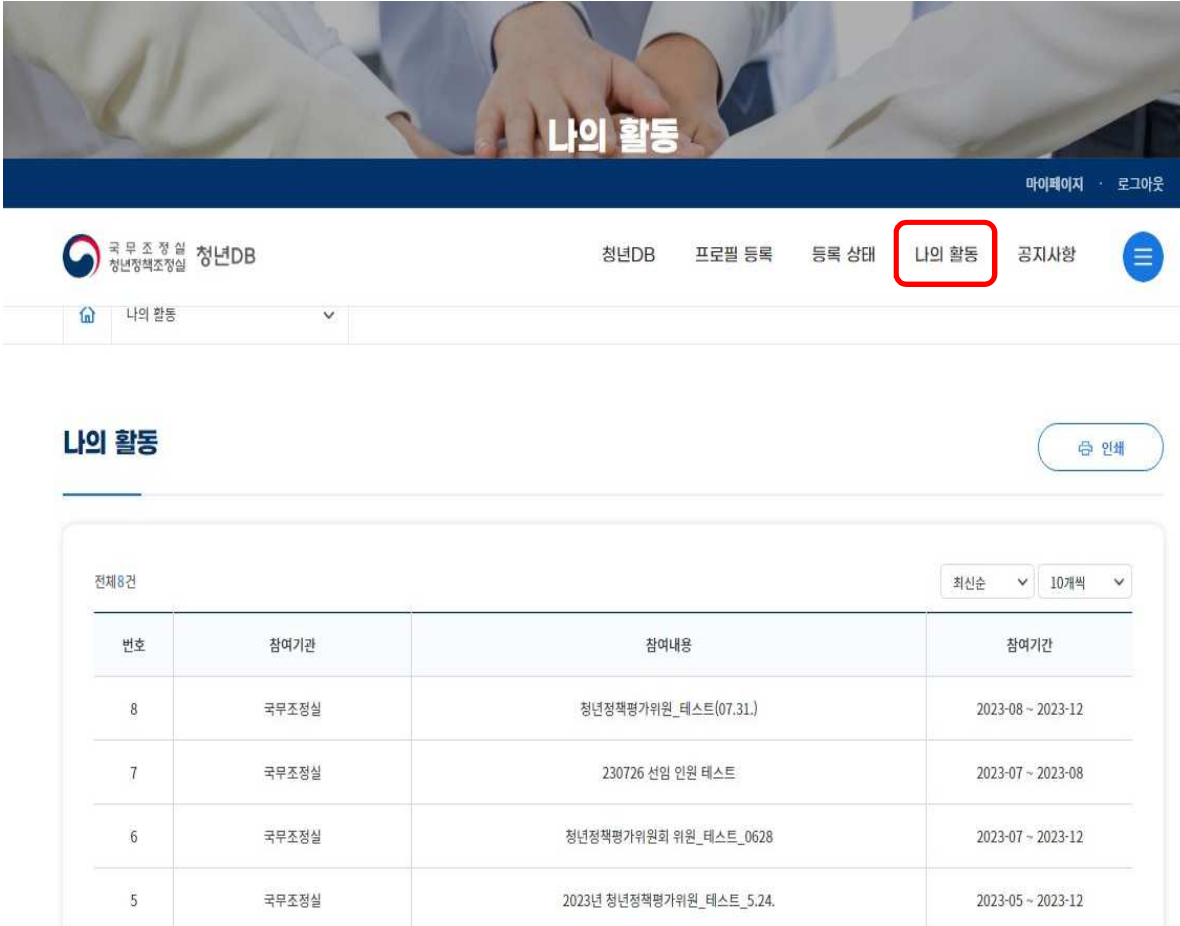 나의 활동
마이페이지 · 로그아웃
국무조정실
청년정책조정실
청년DB
청년DB 프로필 등록 등록 상태 나의 활동 공지사항
나의 활동
나의 활동
인쇄
전체8건
최신순 10개씩
번호 참여기관 참여내용 참여기간
8 국무조정실 청년정책평가위원_테스트(07.31.) 2023-08 ~ 2023-12
7 국무조정실 230726 선임 인원 테스트 2023-07 ~ 2023-08
6 국무조정실 청년정책평가위원회 위원_테스트_0628 2023-07 ~ 2023-12
5 국무조정실 2023년 청년정책평가위원_테스트_5.24. 2023-05 ~ 2023-12